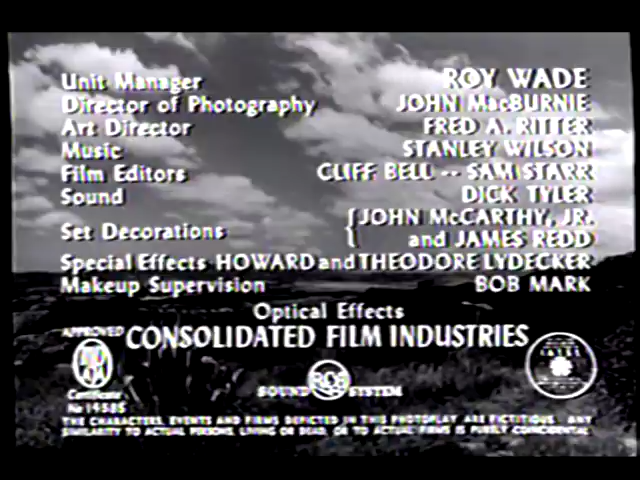 Unit Manager ROY WADE
Director of Photography JOHN MacBURNIE
Art Director FRED A. RITTER
Music STANLEY WILSON
Film Editors CLIFF BELL -- SAM STARR
Sound DICK TYLER
Set Decorations { JOHN McCARTHY, JR.
and JAMES REDD
Special Effects HOWARD and THEODORE LYDECKER
Makeup Supervision BOB MARK
Optical Effects
CONSOLIDATED FILM INDUSTRIES
APPROVED
Certificate
No 14585
SOUND RCA SYSTEM
THE CHARACTERS, EVENTS AND FIRMS DEPICTED IN THIS PHOTOPLAY ARE FICTITIOUS. ANY
SIMILARITY TO ACTUAL PERSONS, LIVING OR DEAD, OR TO ACTUAL FIRMS IS PURELY COINCIDENTAL